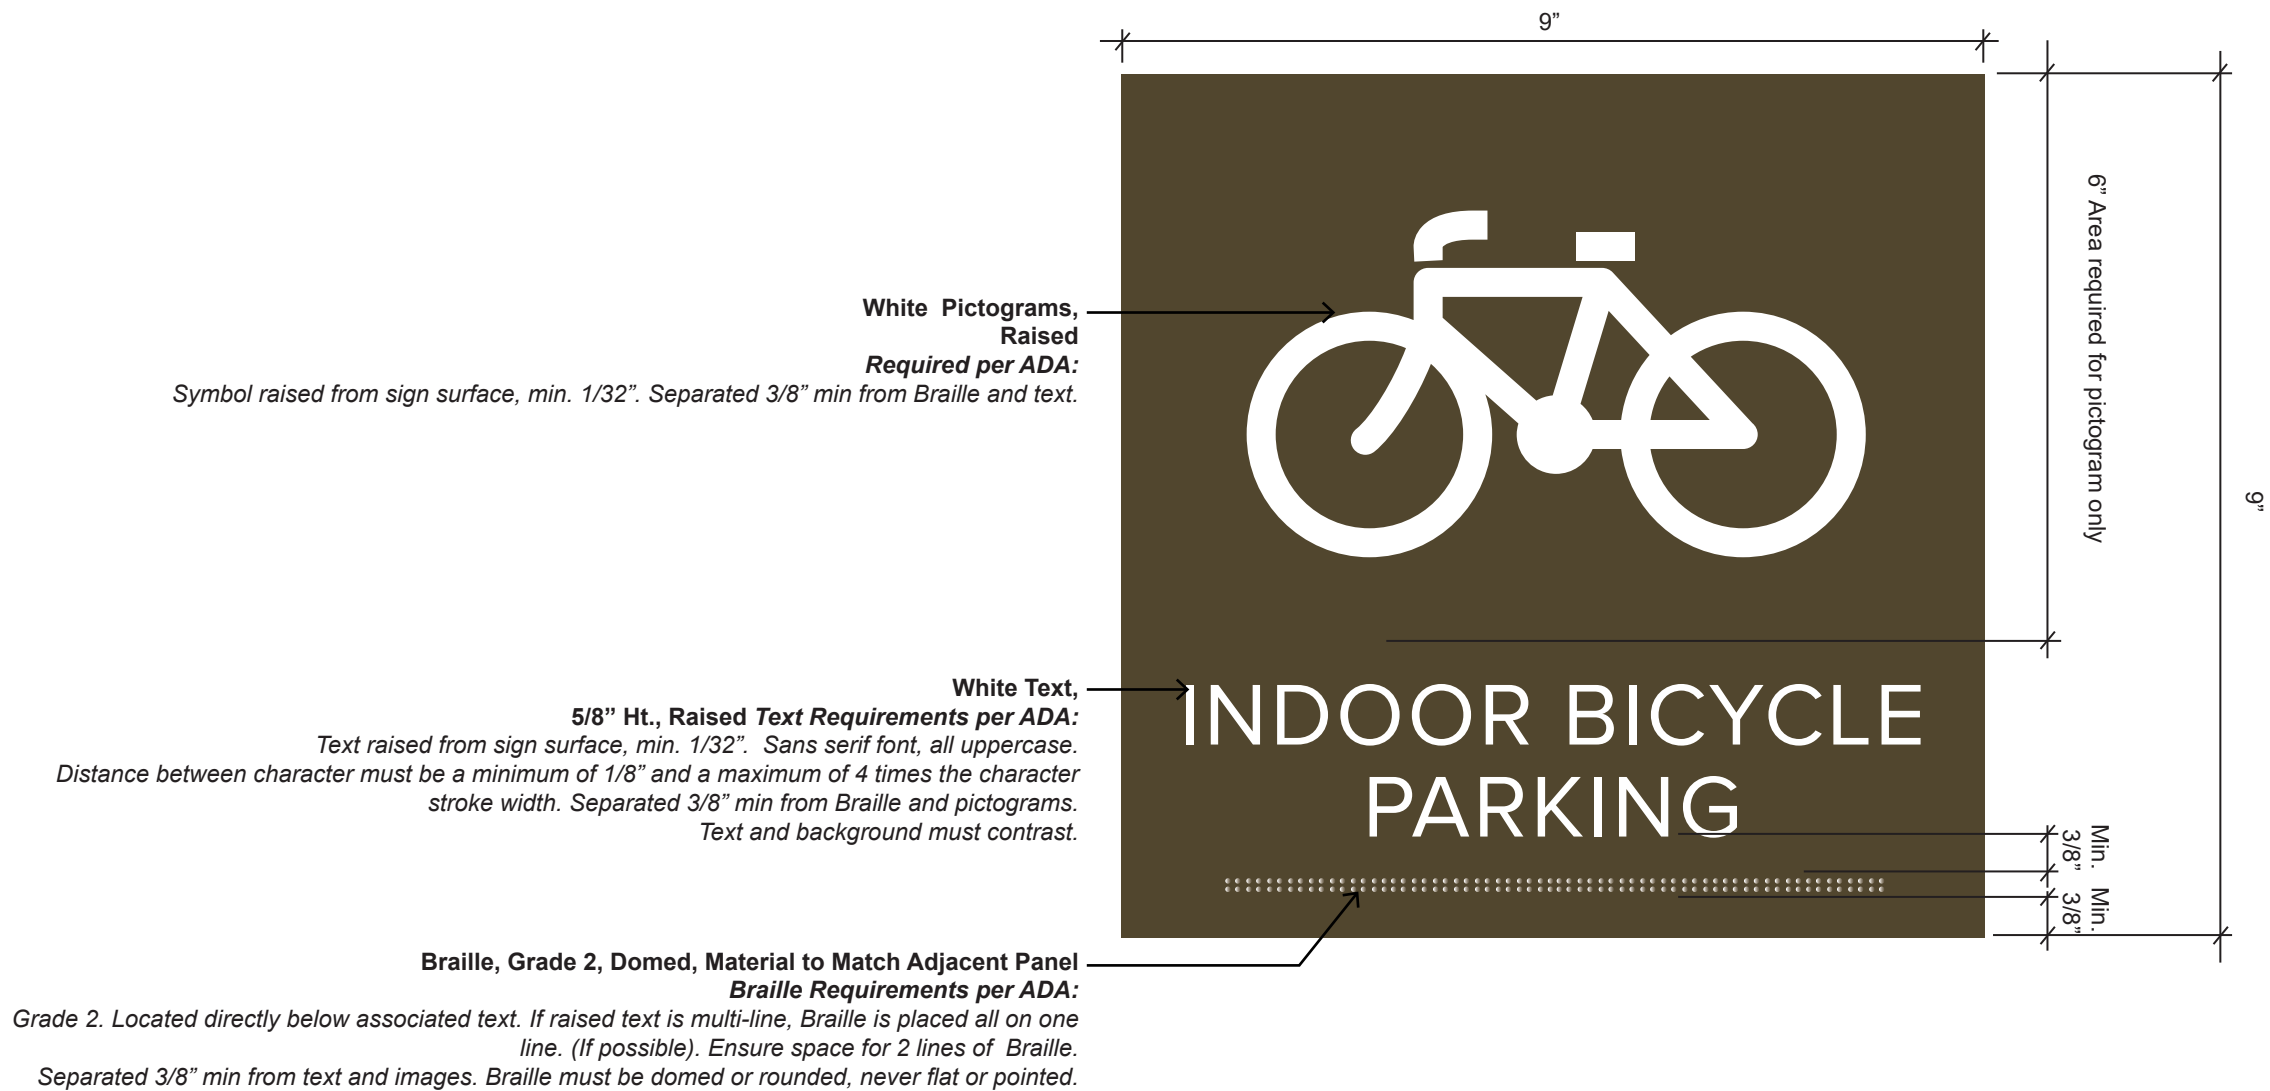 9”
White  Pictograms,
Raised
Required per ADA:
Symbol raised from sign surface, min. 1/32”. Separated 3/8” min from Braille and text.
6” Area required for pictogram only
9”
White Text,
5/8” Ht., Raised Text Requirements per ADA:
Text raised from sign surface, min. 1/32”.  Sans serif font, all uppercase.
Distance between character must be a minimum of 1/8” and a maximum of 4 times the character
stroke width. Separated 3/8” min from Braille and pictograms.
Text and background must contrast.
INDOOR BICYCLE
PARKING
Min.
3/8”
Min.
3/8”
Braille, Grade 2, Domed, Material to Match Adjacent Panel
Braille Requirements per ADA:
Grade 2. Located directly below associated text. If raised text is multi-line, Braille is placed all on one
line. (If possible). Ensure space for 2 lines of  Braille.
Separated 3/8” min from text and images. Braille must be domed or rounded, never flat or pointed.